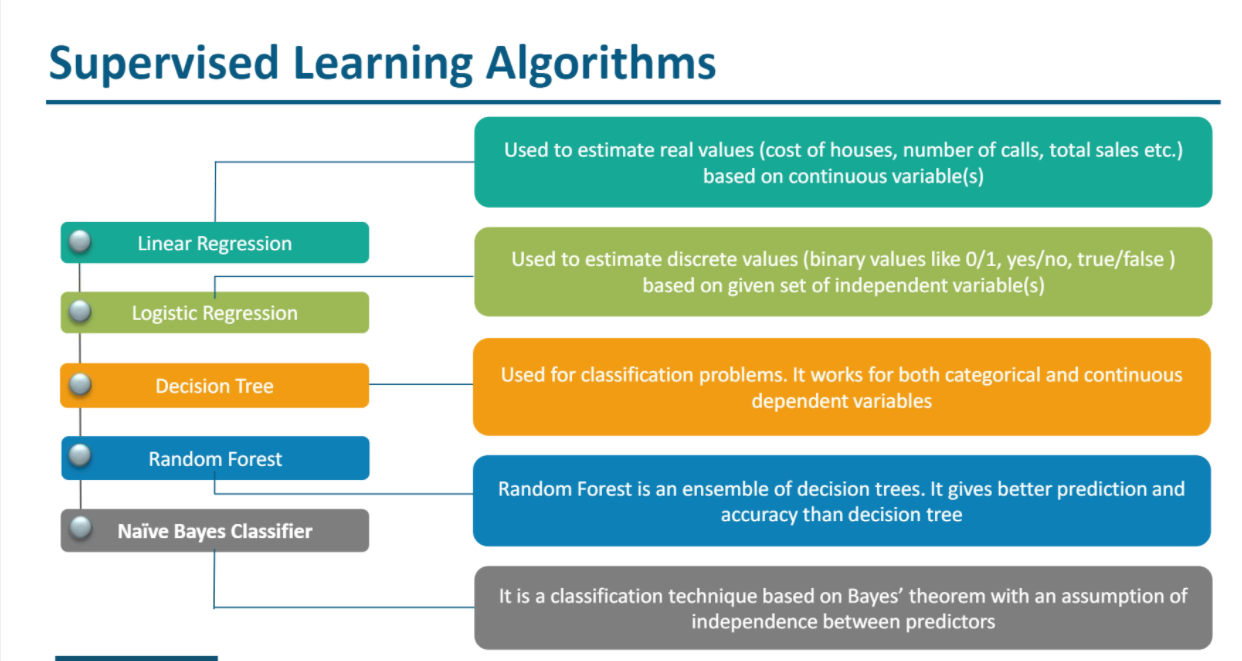 Supervised Learning Algorithms
Used to estimate real values (cost of houses, number of calls, total sales etc.)
based on continuous variable(s)
Linear Regression
Used to estimate discrete values (binary values like 0/1, yes/no, true/false )
based on given set of independent variable(s)
Logistic Regression
Used for classification problems. It works for both categorical and continuous
dependent variables
Decision Tree
Random Forest
Random Forest is an ensemble of decision trees. It gives better prediction and
accuracy than decision tree
Naïve Bayes Classifier
It is a classification technique based on Bayes’ theorem with an assumption of
independence between predictors